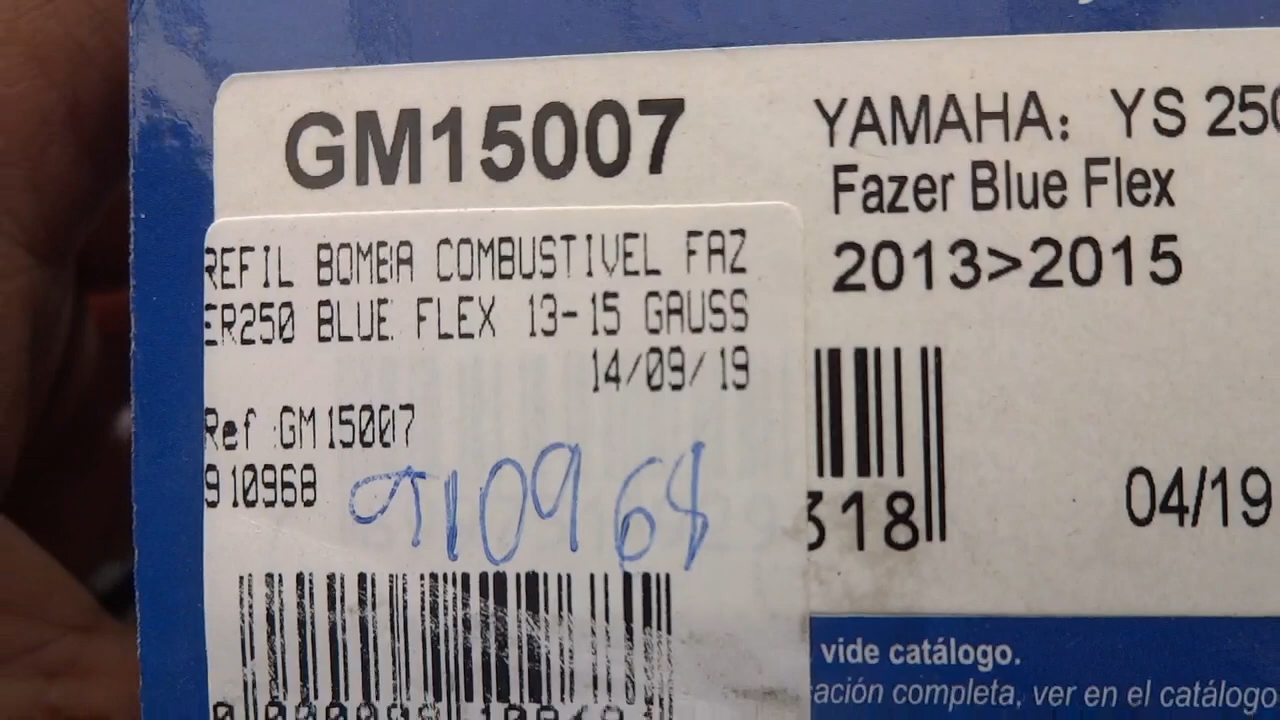 GM15007
YAMAHA: YS 250
Fazer Blue Flex
2013>2015
REFIL BOMBA COMBUSTIVEL FAZ
ER250 BLUE FLEX 13-15 GAUSS
14/09/19
Ref :GM15007
910968
910968
318
04/19
vide catálogo.
ación completa, ver en el catálogo